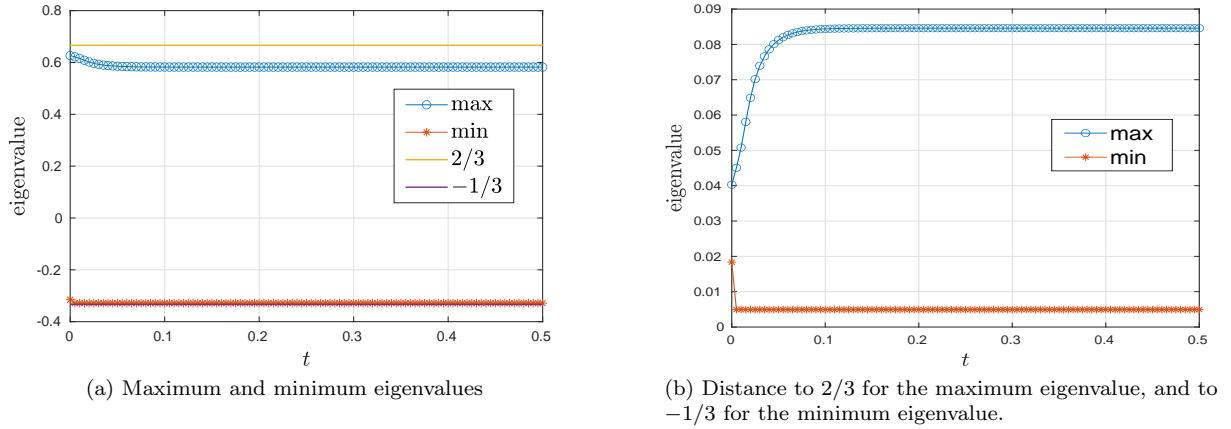 0.8
0.6
0.4
0.2
0
-0.2
-0.4
eigenvalue
max
min
2/3
−1/3
0 0.1 0.2 0.3 0.4 0.5
t
(a) Maximum and minimum eigenvalues
0.09
0.08
0.07
0.06
0.05
0.04
0.03
0.02
0.01
0
eigenvalue
max
min
0 0.1 0.2 0.3 0.4 0.5
t
(b) Distance to 2/3 for the maximum eigenvalue, and to
−1/3 for the minimum eigenvalue.